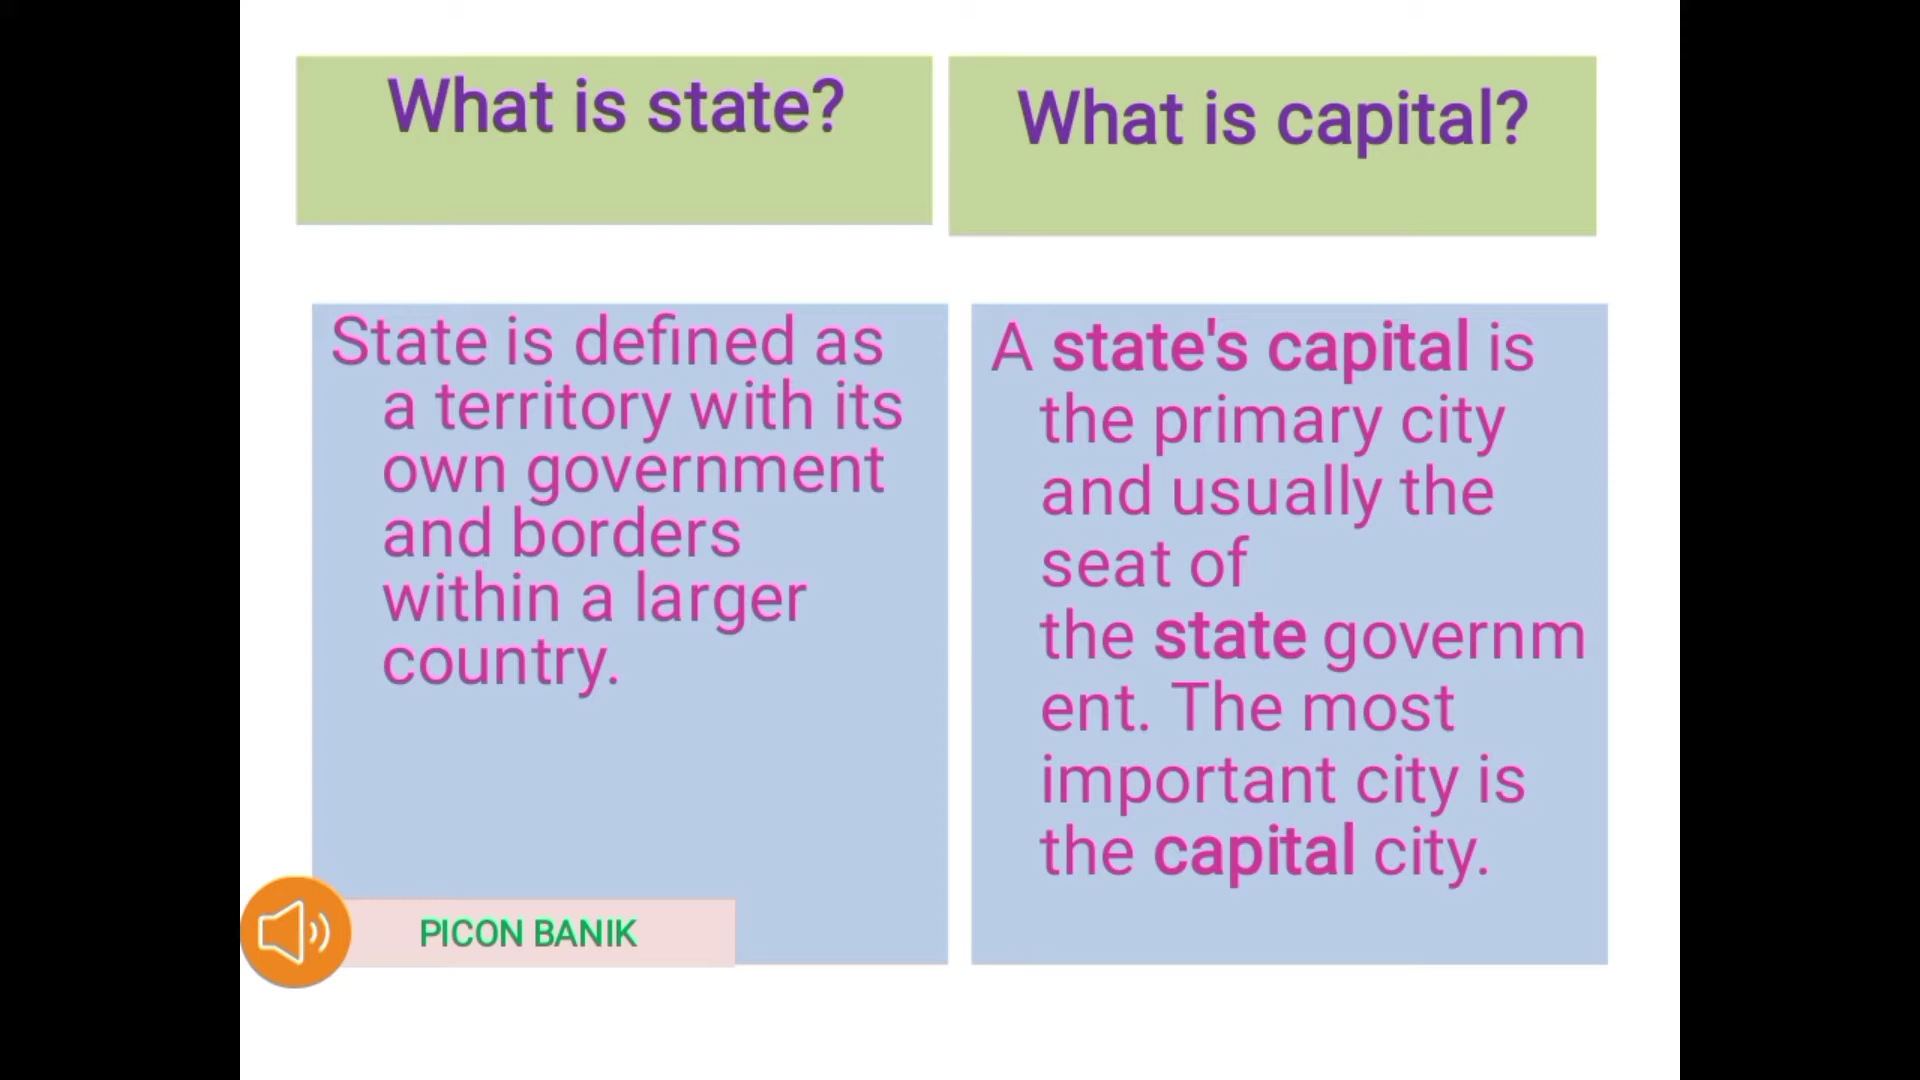 What is state?
What is capital?
State is defined as
a territory with its
own government
and borders
within a larger
country.
A state's capital is
the primary city
and usually the
seat of
the state governm
ent. The most
important city is
the capital city.
PICON BANIK